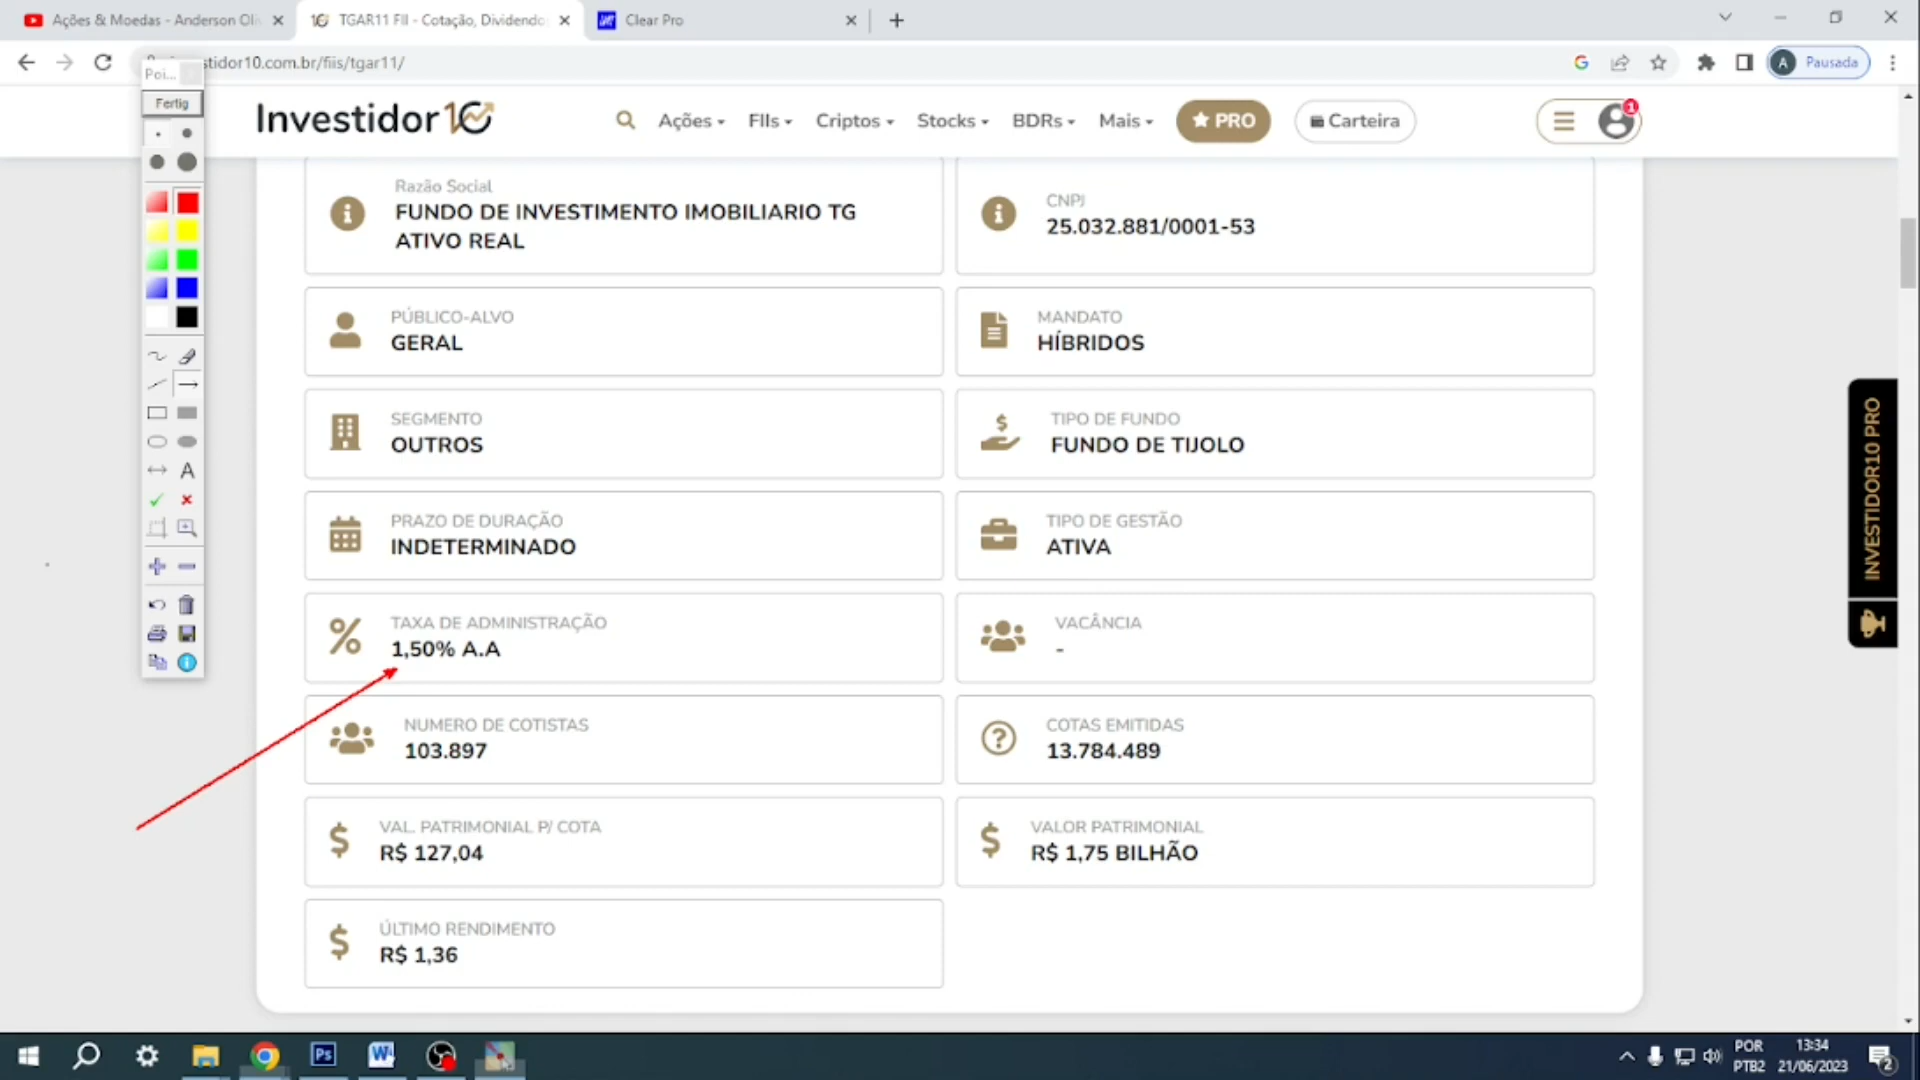 Ações & Moedas - Anderson Oli
TGAR11 FII - Cotação, Dividendo
Clear Pro
stidor10.com.br/fiis/tgar11/
A
Pausada
Poi...
Fertig
A
Investidor10
Ações
FIIs
Criptos
Stocks
BDRs
Mais
PRO
Carteira
1
Razão Social
FUNDO DE INVESTIMENTO IMOBILIARIO TG
ATIVO REAL
CNPJ
25.032.881/0001-53
PÚBLICO-ALVO
GERAL
MANDATO
HÍBRIDOS
SEGMENTO
OUTROS
TIPO DE FUNDO
FUNDO DE TIJOLO
PRAZO DE DURAÇÃO
INDETERMINADO
TIPO DE GESTÃO
ATIVA
TAXA DE ADMINISTRAÇÃO
1,50% A.A
VACÂNCIA
-
NUMERO DE COTISTAS
103.897
COTAS EMITIDAS
13.784.489
VAL. PATRIMONIAL P/ COTA
R$ 127,04
VALOR PATRIMONIAL
R$ 1,75 BILHÃO
ÚLTIMO RENDIMENTO
R$ 1,36
INVESTIDOR10 PRO
Ps
W
POR
PTB2
13:34
21/06/2023
2